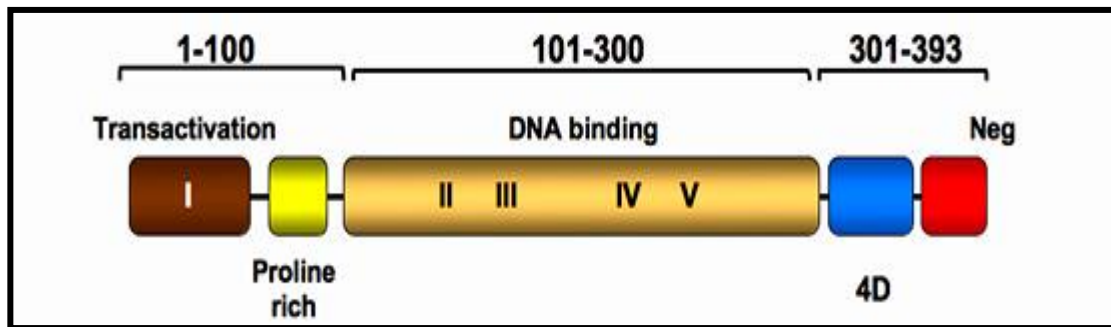 1-100 101-300 301-393
Transactivation DNA binding Neg
I II III IV V
Proline
rich
4D